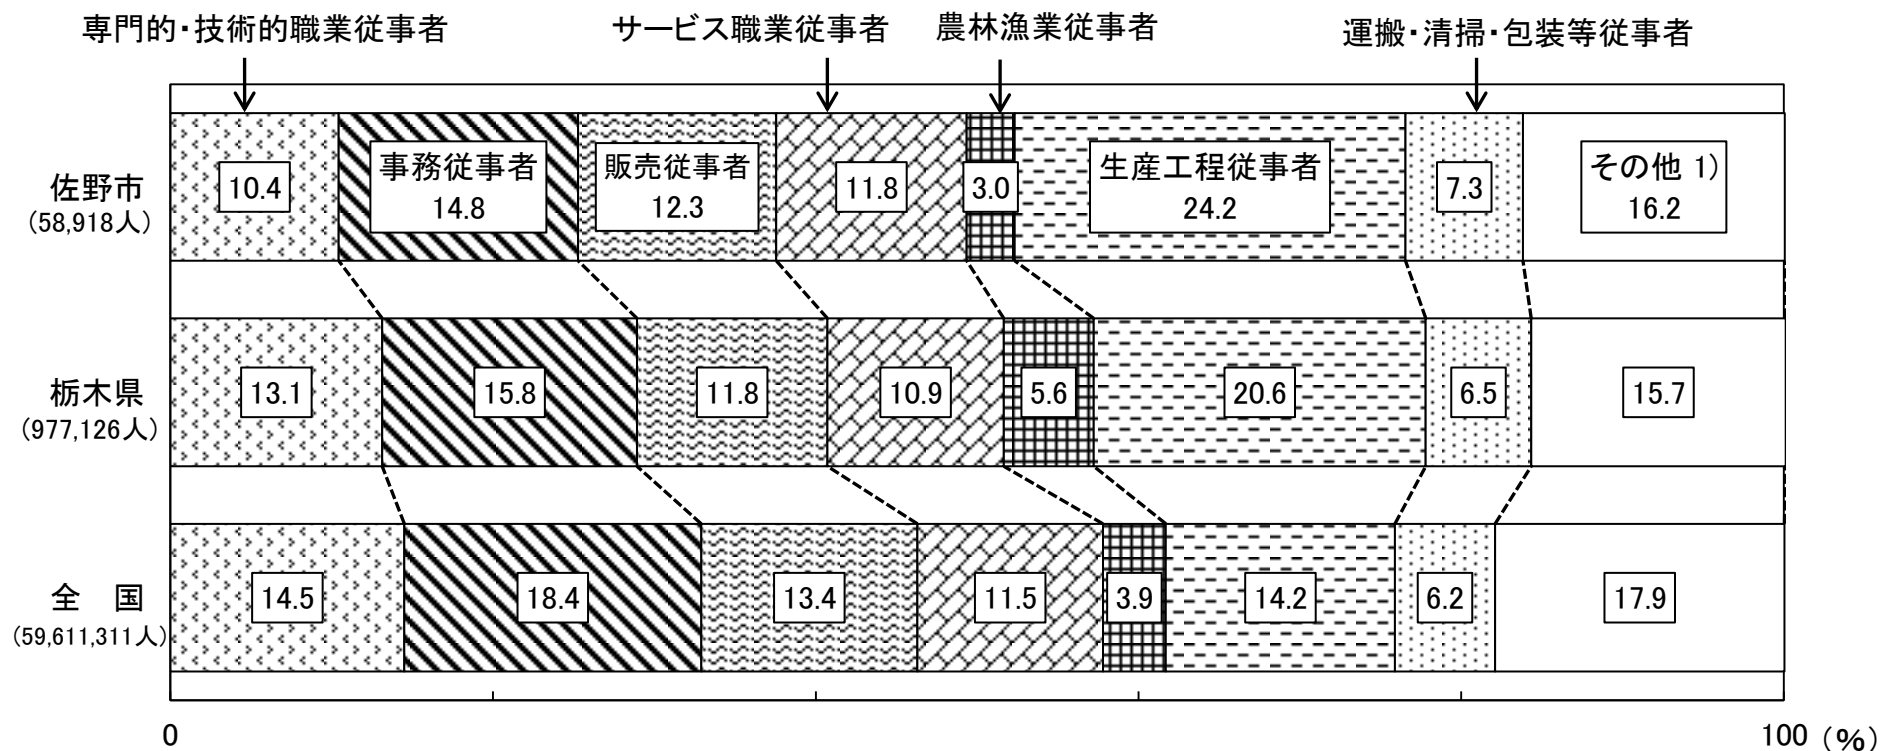 専門的・技術的職業従事者
サービス職業従事者
農林漁業従事者
運搬・清掃・包装等従事者
佐野市
(58,918人)
10.4
事務従事者
14.8
販売従事者
12.3
11.8
3.0
生産工程従事者
24.2
7.3
その他 1)
16.2
栃木県
(977,126人)
13.1
15.8
11.8
10.9
5.6
20.6
6.5
15.7
全　国
(59,611,311人)
14.5
18.4
13.4
11.5
3.9
14.2
6.2
17.9
0
100 (%)